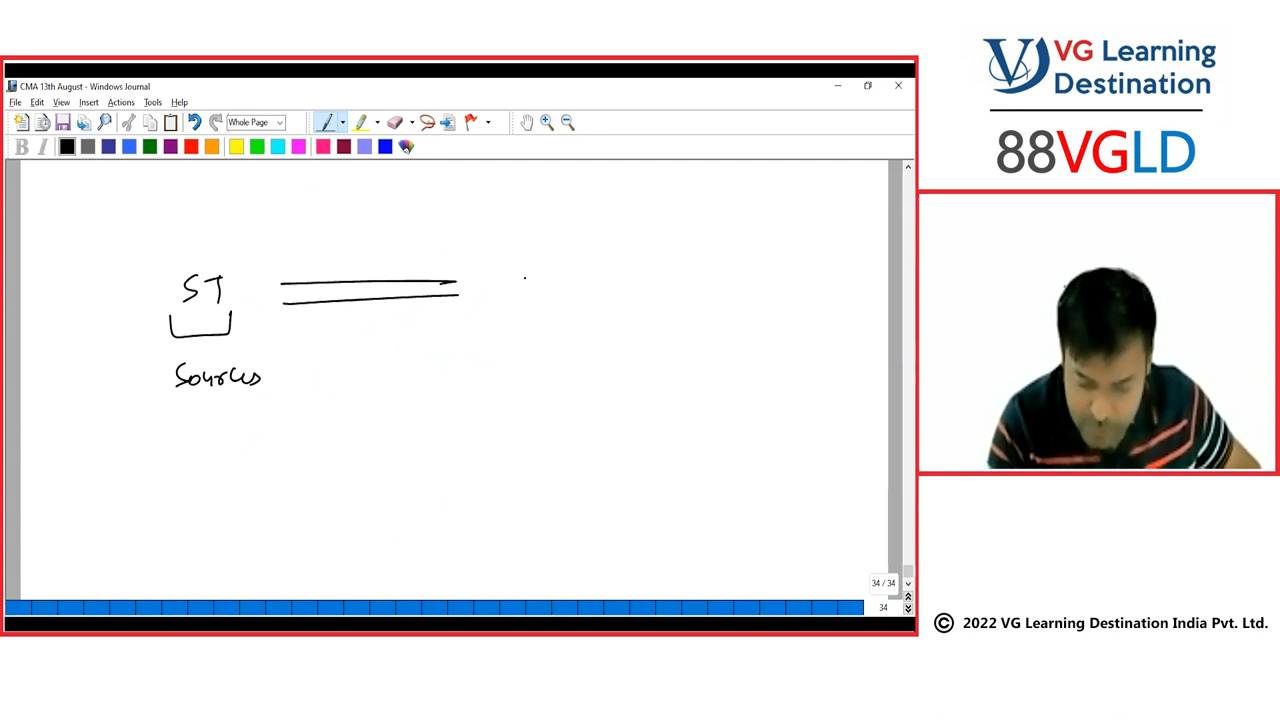 VG Learning
Destination
88VGLD
CMA 13th August - Windows Journal
File Edit View Insert Actions Tools Help
Whole Page
B I
ST
Sources
34 / 34
34
© 2022 VG Learning Destination India Pvt. Ltd.